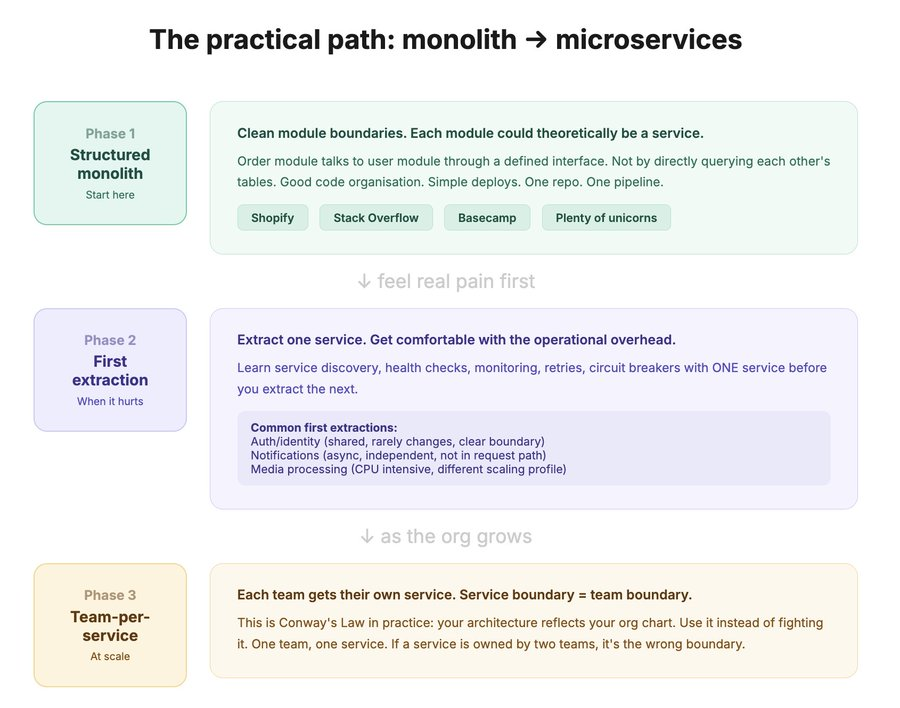 The practical path: monolith → microservices
Phase 1
Structured
monolith
Start here
Clean module boundaries. Each module could theoretically be a service.
Order module talks to user module through a defined interface. Not by directly querying each other's
tables. Good code organisation. Simple deploys. One repo. One pipeline.
Shopify
Stack Overflow
Basecamp
Plenty of unicorns
↓ feel real pain first
Phase 2
First
extraction
When it hurts
Extract one service. Get comfortable with the operational overhead.
Learn service discovery, health checks, monitoring, retries, circuit breakers with ONE service before
you extract the next.
Common first extractions:
Auth/identity (shared, rarely changes, clear boundary)
Notifications (async, independent, not in request path)
Media processing (CPU intensive, different scaling profile)
↓ as the org grows
Phase 3
Team-per-
service
At scale
Each team gets their own service. Service boundary = team boundary.
This is Conway's Law in practice: your architecture reflects your org chart. Use it instead of fighting
it. One team, one service. If a service is owned by two teams, it's the wrong boundary.